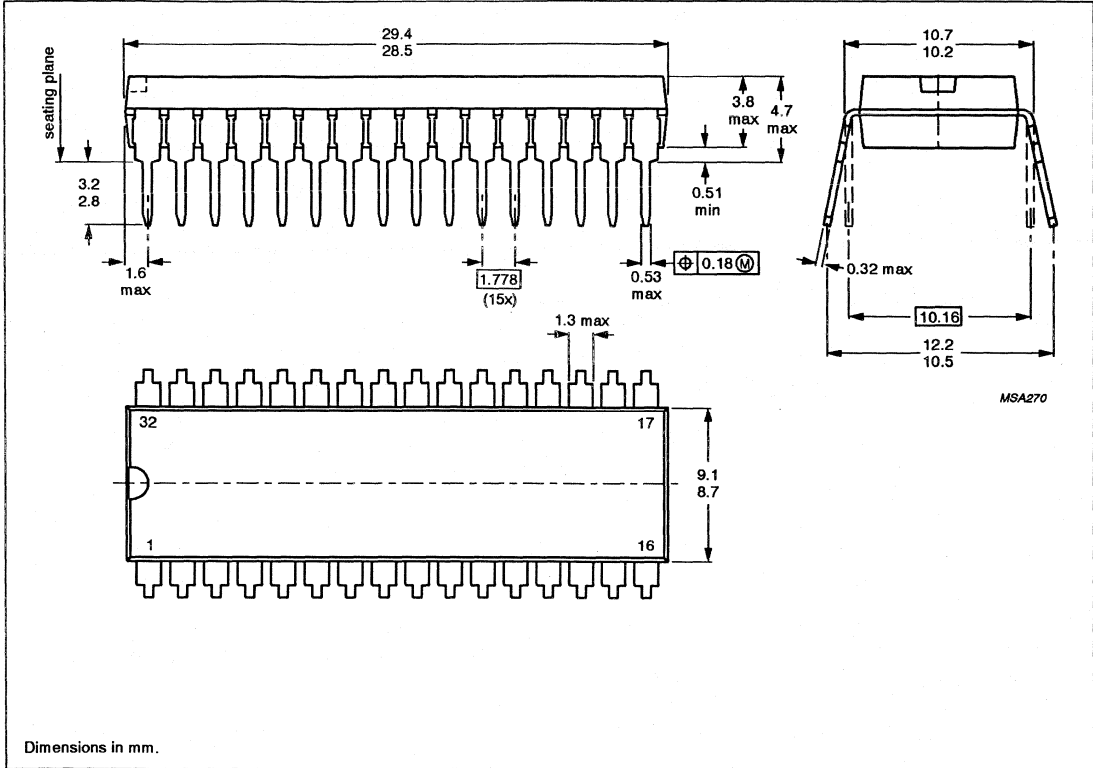 29.4
28.5
10.7
10.2
seating plane
3.8
max
4.7
max
3.2
2.8
0.51
min
1.6
max
1.778
(15x)
0.53
max
⌖ 0.18 Ⓜ
0.32 max
10.16
12.2
10.5
1.3 max
MSA270
32
17
9.1
8.7
1
16
Dimensions in mm.